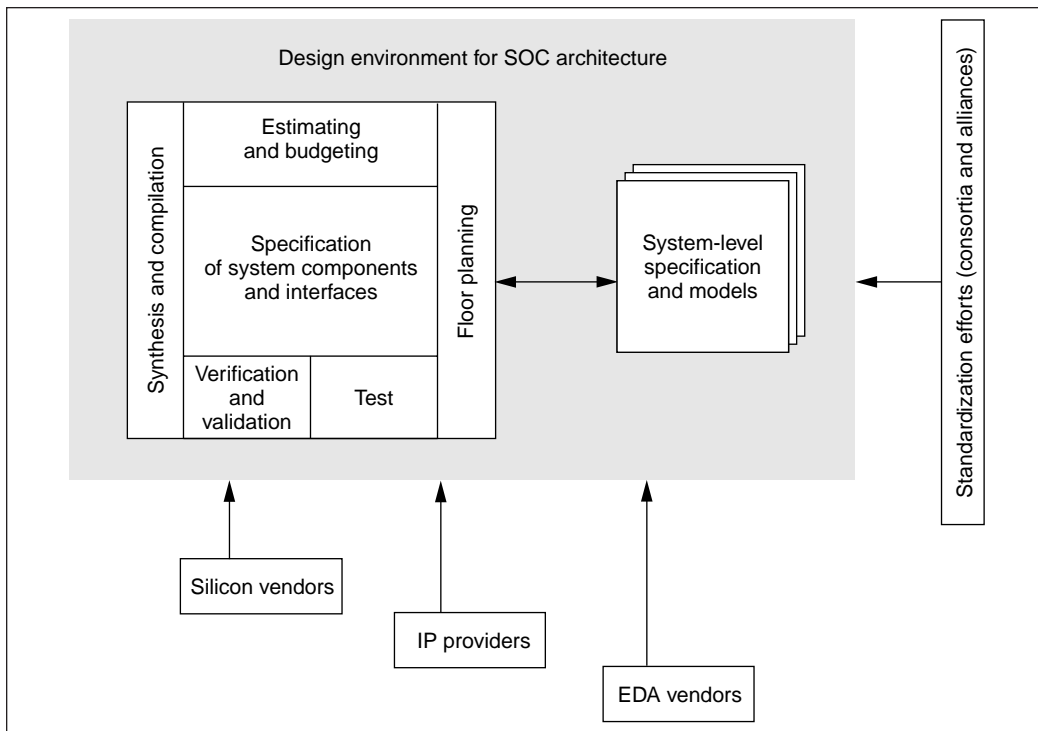 Design environment for SOC architecture
Synthesis and compilation
Estimating
and budgeting
Specification
of system components
and interfaces
Verification
and
validation
Test
Floor planning
System-level
specification
and models
Standardization efforts (consortia and alliances)
Silicon vendors
IP providers
EDA vendors